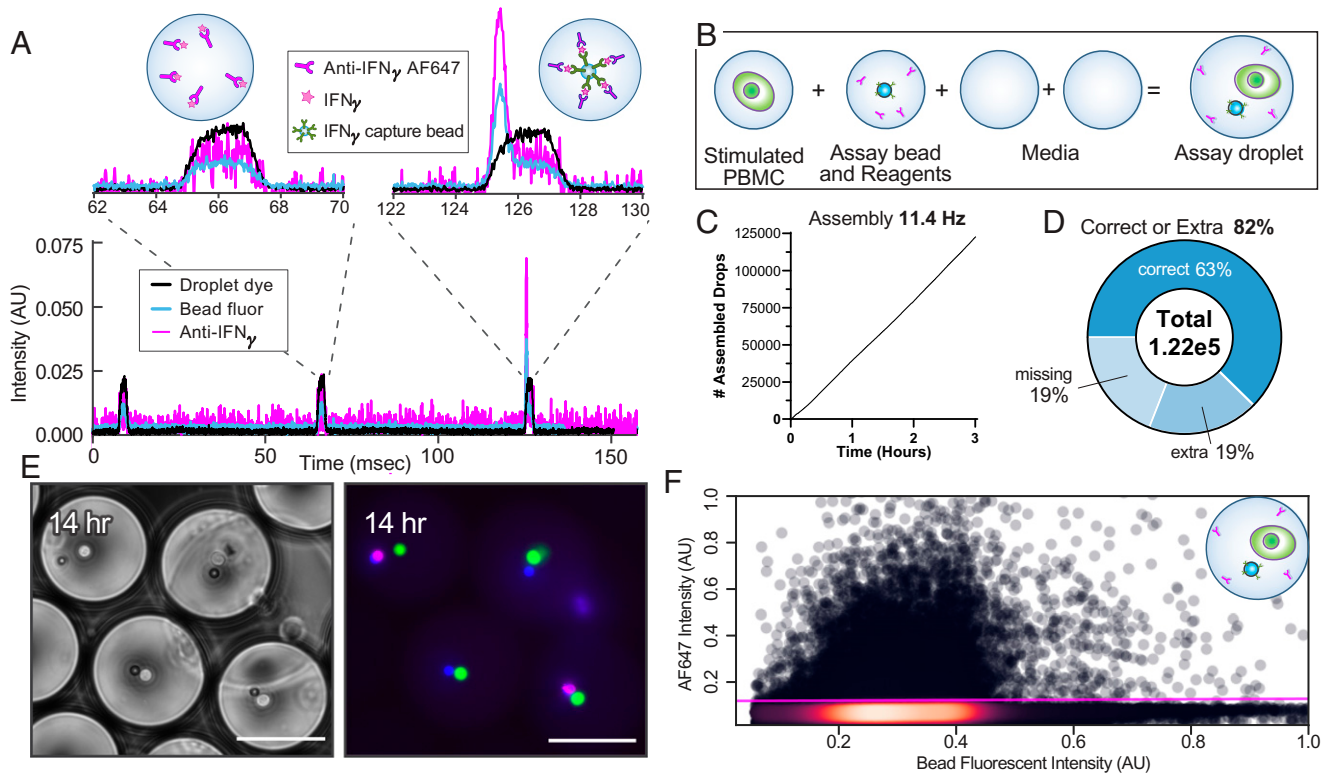 A
Anti-IFNγ AF647
IFNγ
IFNγ capture bead
62 64 66 68 70
122 124 126 128 130
0.075
0.050
0.025
0.000
Intensity (AU)
Droplet dye
Bead fluor
Anti-IFNγ
0 50 100 150
Time (msec)
B
+ + + =
Stimulated
PBMC
Assay bead
and Reagents
Media
Assay droplet
C
Assembly 11.4 Hz
125000
100000
75000
50000
25000
0
# Assembled Drops
0 1 2 3
Time (Hours)
D
Correct or Extra 82%
correct 63%
Total
1.22e5
missing
19%
extra 19%
E
14 hr
14 hr
F
1.0
0.8
0.6
0.4
0.2
AF647 Intensity (AU)
0.2 0.4 0.6 0.8 1.0
Bead Fluorescent Intensity (AU)